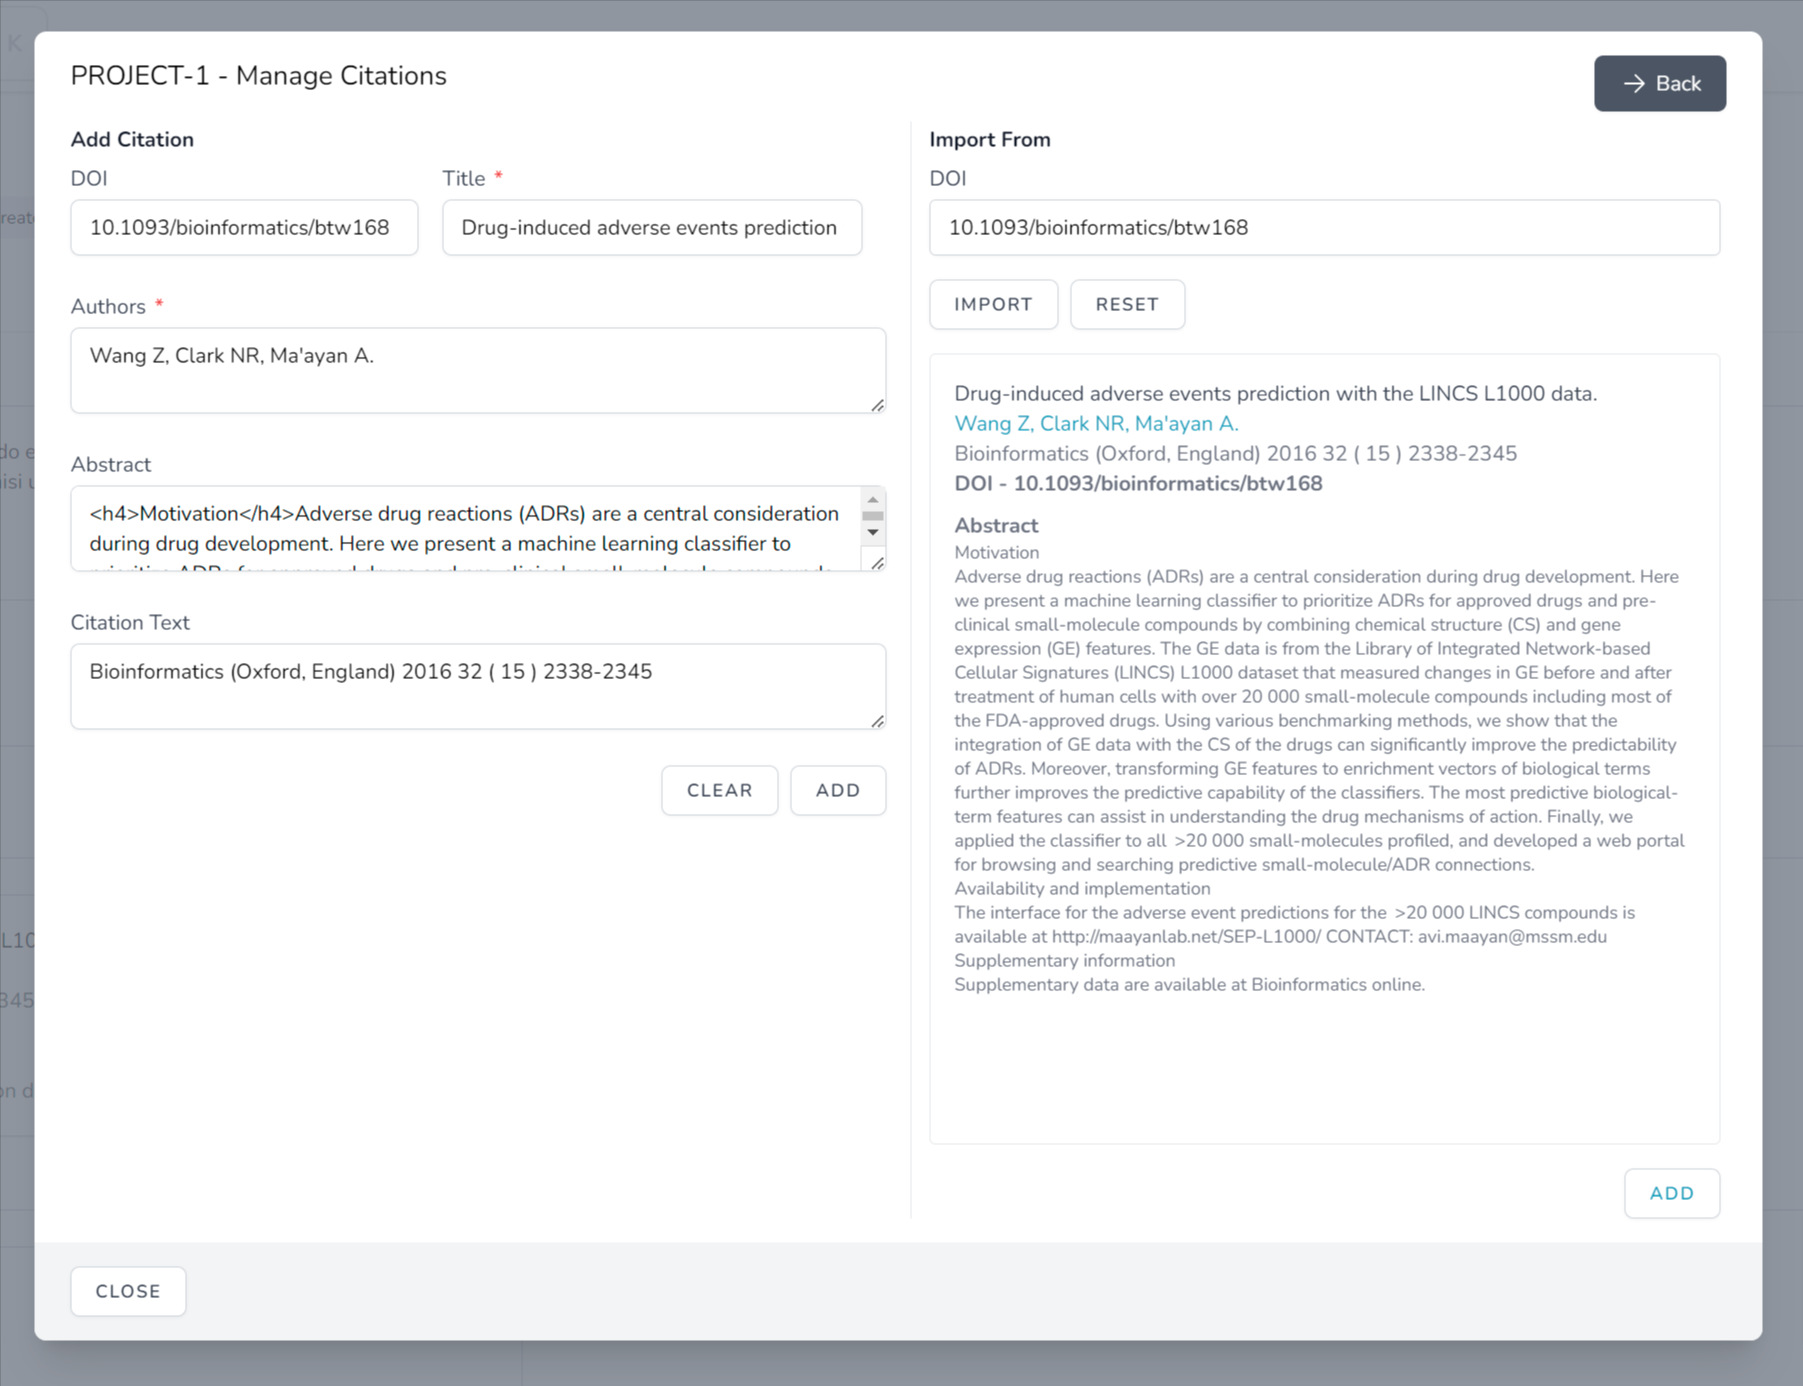 PROJECT-1 - Manage Citations
Back
Add Citation
DOI
Title *
10.1093/bioinformatics/btw168
Drug-induced adverse events prediction
Authors *
Wang Z, Clark NR, Ma'ayan A.
Abstract
<h4>Motivation</h4>Adverse drug reactions (ADRs) are a central consideration
during drug development. Here we present a machine learning classifier to
Citation Text
Bioinformatics (Oxford, England) 2016 32 ( 15 ) 2338-2345
CLEAR
ADD
Import From
DOI
10.1093/bioinformatics/btw168
IMPORT
RESET
Drug-induced adverse events prediction with the LINCS L1000 data.
Wang Z, Clark NR, Ma'ayan A.
Bioinformatics (Oxford, England) 2016 32 ( 15 ) 2338-2345
DOI - 10.1093/bioinformatics/btw168
Abstract
Motivation
Adverse drug reactions (ADRs) are a central consideration during drug development. Here
we present a machine learning classifier to prioritize ADRs for approved drugs and pre-
clinical small-molecule compounds by combining chemical structure (CS) and gene
expression (GE) features. The GE data is from the Library of Integrated Network-based
Cellular Signatures (LINCS) L1000 dataset that measured changes in GE before and after
treatment of human cells with over 20 000 small-molecule compounds including most of
the FDA-approved drugs. Using various benchmarking methods, we show that the
integration of GE data with the CS of the drugs can significantly improve the predictability
of ADRs. Moreover, transforming GE features to enrichment vectors of biological terms
further improves the predictive capability of the classifiers. The most predictive biological-
term features can assist in understanding the drug mechanisms of action. Finally, we
applied the classifier to all >20 000 small-molecules profiled, and developed a web portal
for browsing and searching predictive small-molecule/ADR connections.
Availability and implementation
The interface for the adverse event predictions for the >20 000 LINCS compounds is
available at http://maayanlab.net/SEP-L1000/ CONTACT: avi.maayan@mssm.edu
Supplementary information
Supplementary data are available at Bioinformatics online.
ADD
CLOSE